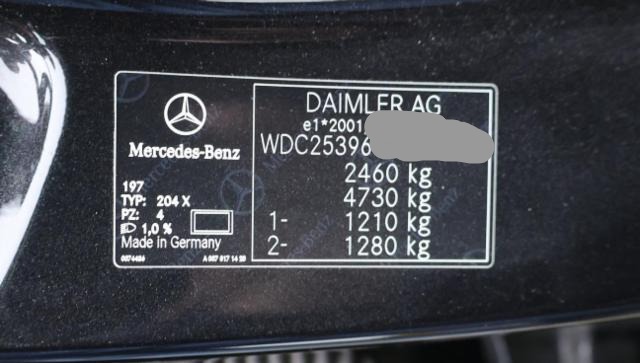 Mercedes-Benz
197
TYP: 204 X
PZ: 4
1,0 %
Made in Germany
DAIMLER AG
e1*2001
WDC25396
2460 kg
4730 kg
1- 1210 kg
2- 1280 kg